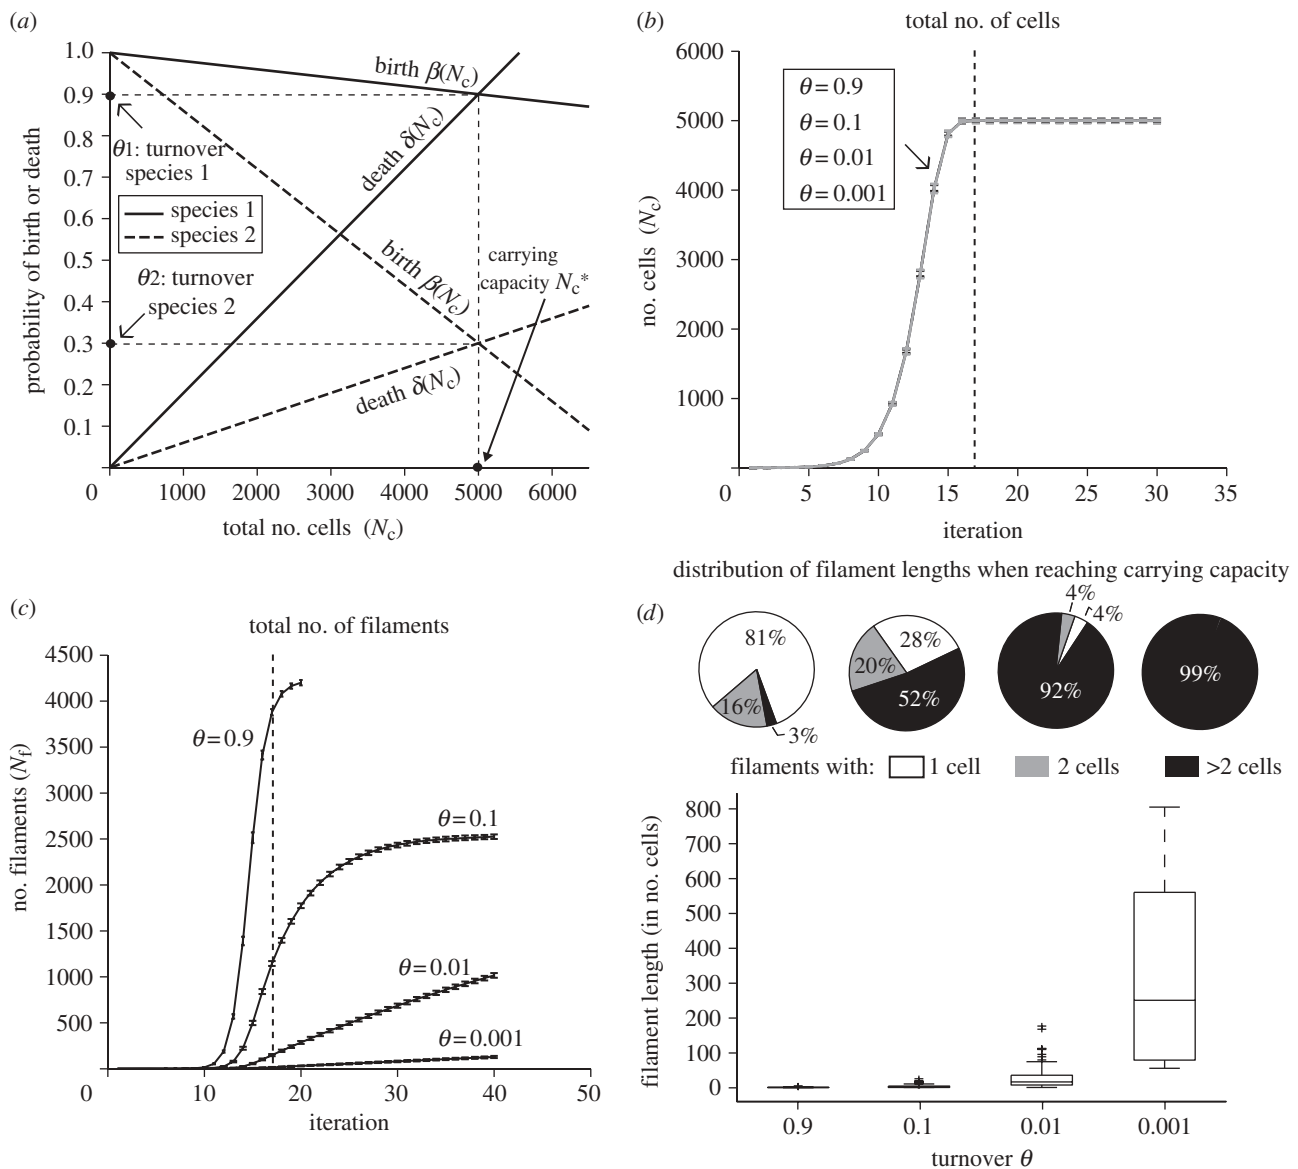 (a)
1.0
0.9
0.8
0.7
0.6
0.5
0.4
0.3
0.2
0.1
0
1000
2000
3000
4000
5000
6000
probability of birth or death
total no. cells (Nc)
birth β(Nc)
death δ(Nc)
θ1: turnover
species 1
species 1
species 2
θ2: turnover
species 2
birth β(Nc)
death δ(Nc)
carrying
capacity Nc*
(b)
total no. of cells
6000
5000
4000
3000
2000
1000
0
5
10
15
20
25
30
35
no. cells (Nc)
iteration
θ=0.9
θ=0.1
θ=0.01
θ=0.001
(c)
total no. of filaments
4500
4000
3500
3000
2500
2000
1500
1000
500
0
10
20
30
40
50
no. filaments (Nf)
iteration
θ=0.9
θ=0.1
θ=0.01
θ=0.001
distribution of filament lengths when reaching carrying capacity
(d)
81%
16%
3%
28%
20%
52%
4%
4%
92%
99%
filaments with:
1 cell
2 cells
>2 cells
800
700
600
500
400
300
200
100
0
filament length (in no. cells)
0.9
0.1
0.01
0.001
turnover θ